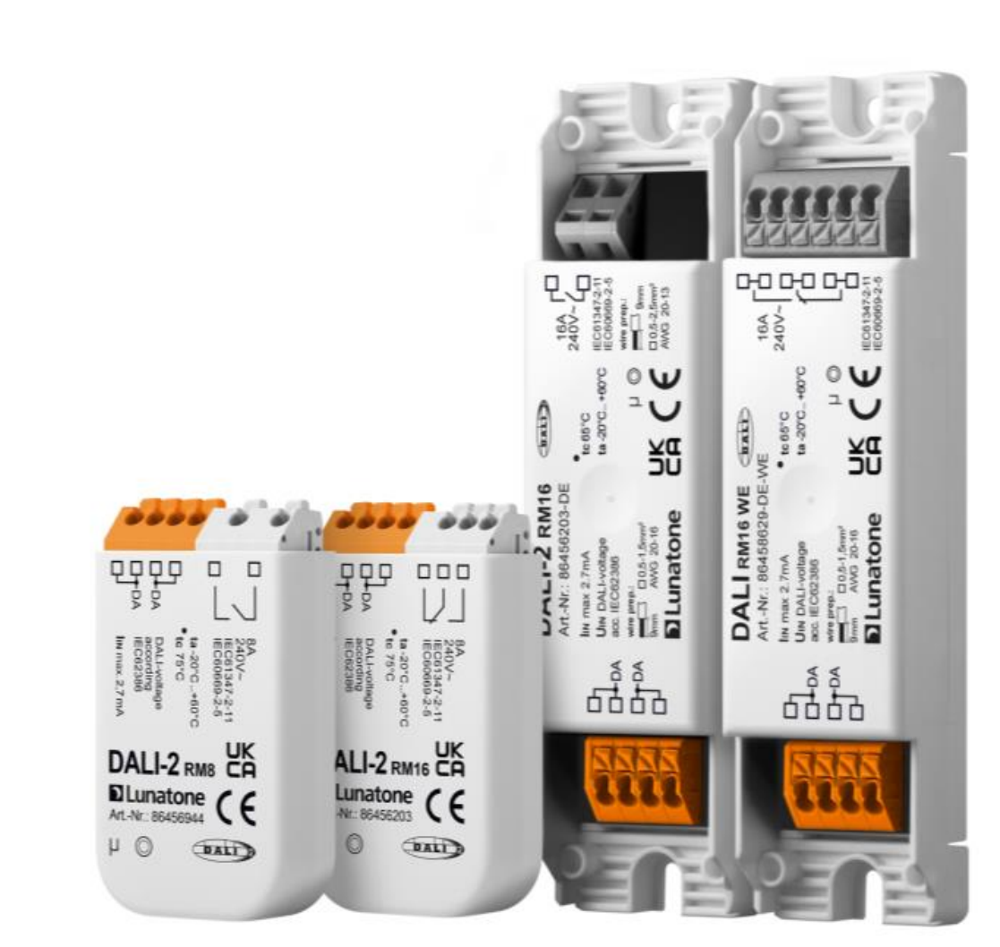 DA
DA
IIN max 2.7 mA
DALI-voltage
according
IEC62386
tc 75°C
ta -20°C...+60°C
8A
240V~
IEC61347-2-11
IEC60669-2-5
DALI-2 RM8
UK
CA
Lunatone
Art.-Nr.: 86456944
CE
µ
DALI
DA
DA
DALI-voltage
according
IEC62386
tc 75°C
ta -20°C...+60°C
8A
240V~
IEC61347-2-11
IEC60669-2-5
ALI-2 RM16
UK
CA
Lunatone
-Nr.: 86456203
CE
DALI
DALI-2 RM16
DALI
Art.-Nr.: 86456203-DE
IIN max 2.7mA
UIN DALI-voltage
acc. IEC62386
wire prep.:
9mm
0,5-1,5mm²
AWG 20-16
tc 65°C
ta -20°C... +60°C
16A
240V~
IEC61347-2-11
IEC60669-2-5
wire prep.:
9mm
0,5-2,5mm²
AWG 20-13
µ
Lunatone
UK
CA
CE
DA
DA
DALI RM16 WE
DALI
Art.-Nr.: 86458629-DE-WE
IIN max 2.7mA
UIN DALI-voltage
acc. IEC62386
wire prep.:
9mm
0,5-1,5mm²
AWG 20-16
tc 65°C
ta -20°C... +60°C
16A
240V~
IEC61347-2-11
IEC60669-2-5
µ
Lunatone
UK
CA
CE
DA
DA